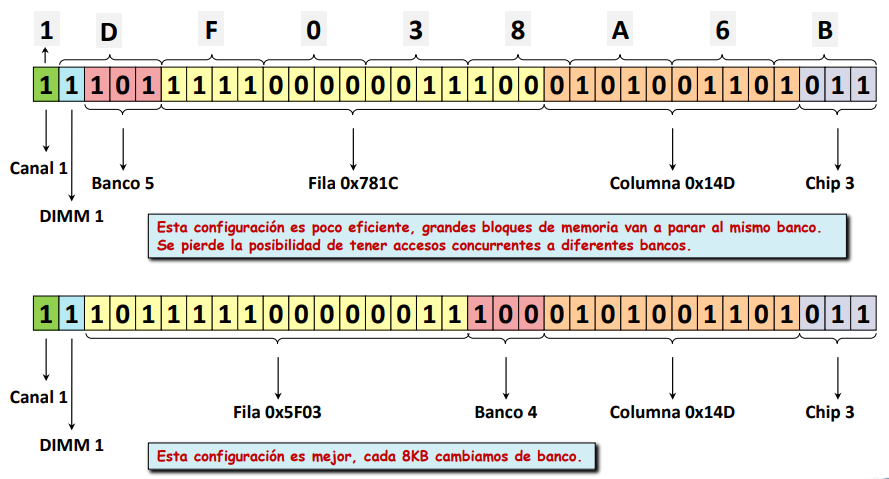 1 D F 0 3 8 A 6 B
1 1 1 0 1 1 1 1 1 0 0 0 0 0 0 1 1 1 0 0 0 1 0 1 0 0 1 1 0 1 0 1 1
Canal 1
Banco 5
Fila 0x781C
Columna 0x14D
Chip 3
DIMM 1
Esta configuración es poco eficiente, grandes bloques de memoria van a parar al mismo banco.
Se pierde la posibilidad de tener accesos concurrentes a diferentes bancos.
1 1 1 0 1 1 1 1 1 0 0 0 0 0 0 1 1 1 0 0 0 1 0 1 0 0 1 1 0 1 0 1 1
Canal 1
Fila 0x5F03
Banco 4
Columna 0x14D
Chip 3
DIMM 1
Esta configuración es mejor, cada 8KB cambiamos de banco.